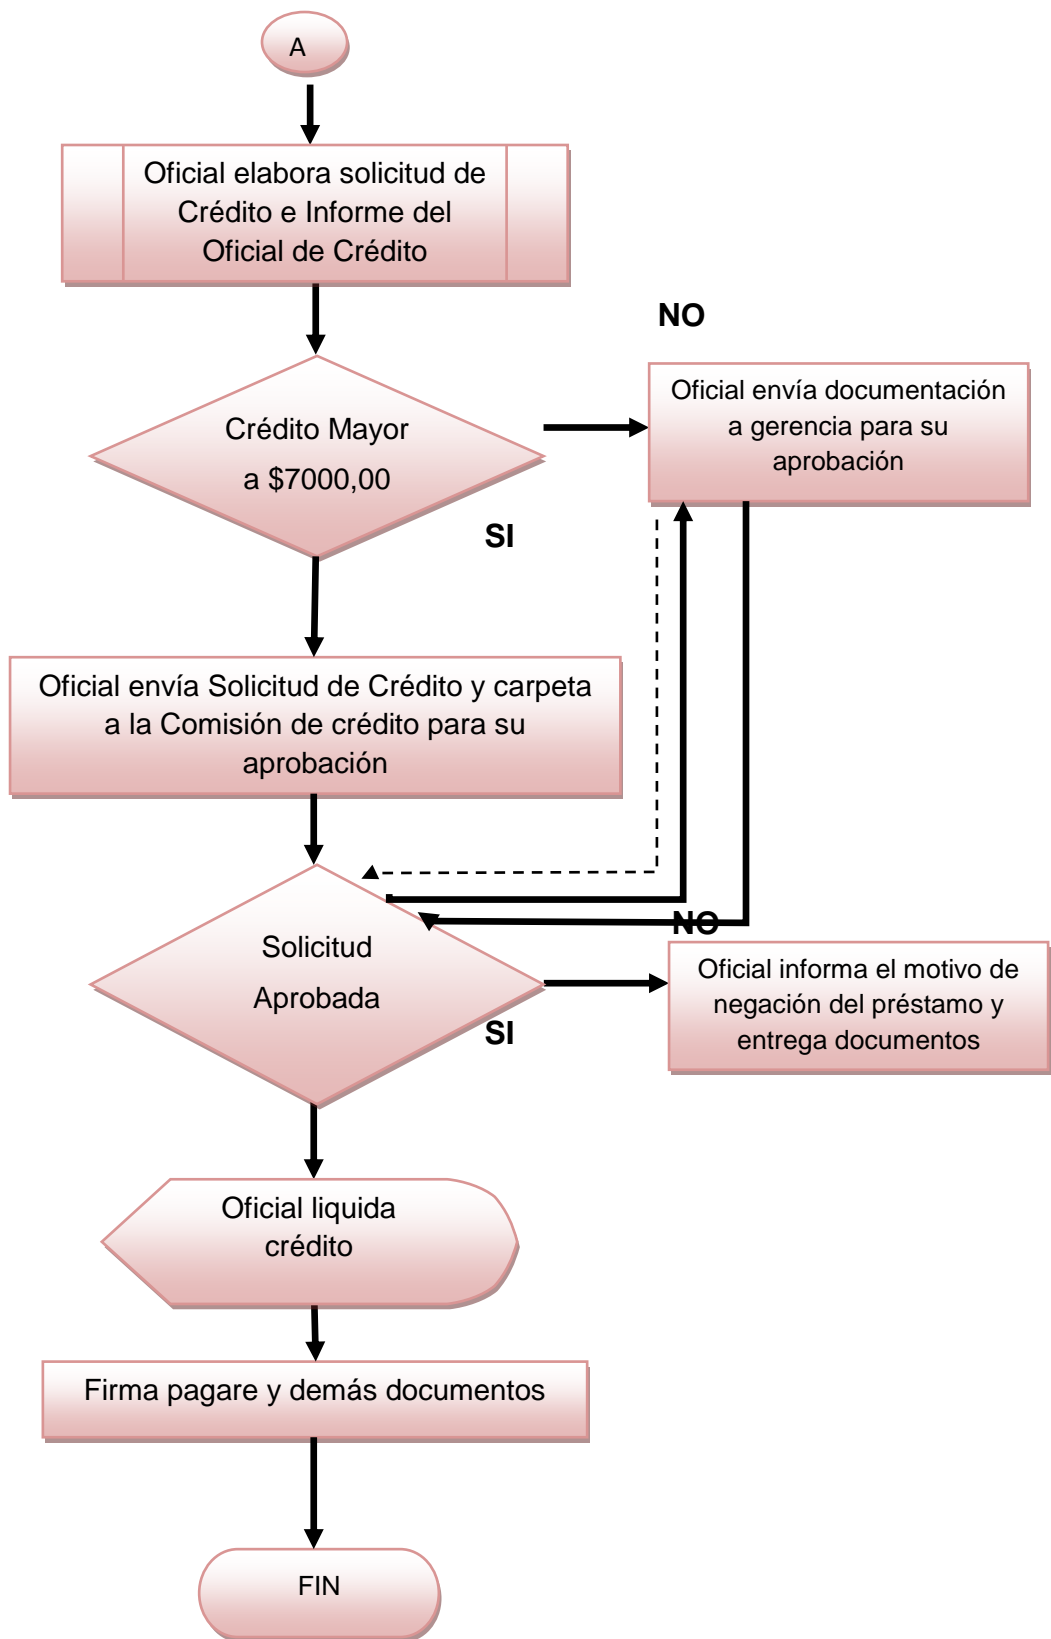 A
Oficial elabora solicitud de
Crédito e Informe del
Oficial de Crédito
NO
Oficial envía documentación
a gerencia para su
aprobación
Crédito Mayor
a $7000,00
SI
Oficial envía Solicitud de Crédito y carpeta
a la Comisión de crédito para su
aprobación
NO
Solicitud
Aprobada
Oficial informa el motivo de
negación del préstamo y
entrega documentos
SI
Oficial liquida
crédito
Firma pagare y demás documentos
FIN